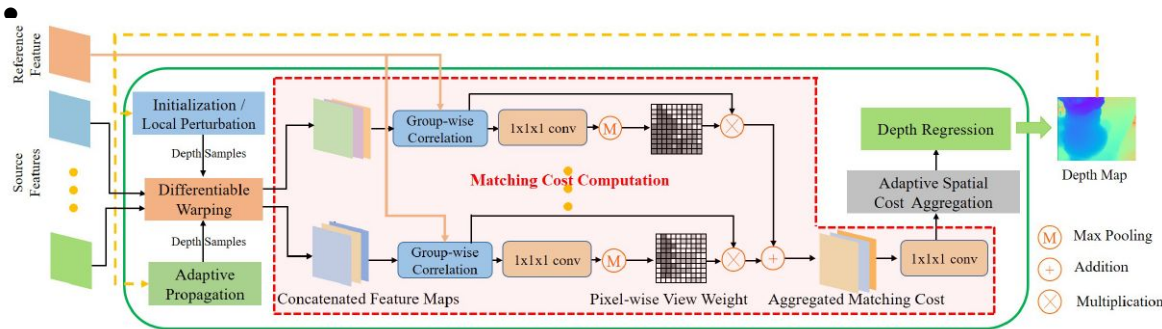 Reference
Feature
Source
Features
Initialization /
Local Perturbation
Depth Samples
Differentiable
Warping
Depth Samples
Adaptive
Propagation
Group-wise
Correlation
1x1x1 conv
M
Matching Cost Computation
Group-wise
Correlation
1x1x1 conv
M
Concatenated Feature Maps
Pixel-wise View Weight
Aggregated Matching Cost
1x1x1 conv
Adaptive Spatial
Cost Aggregation
Depth Regression
Depth Map
M Max Pooling
+ Addition
× Multiplication